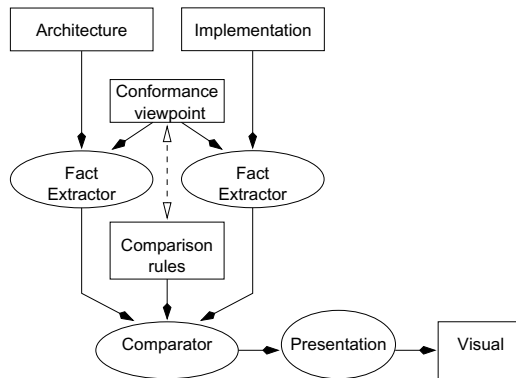 Architecture
Implementation
Conformance
viewpoint
Fact
Extractor
Fact
Extractor
Comparison
rules
Comparator
Presentation
Visual